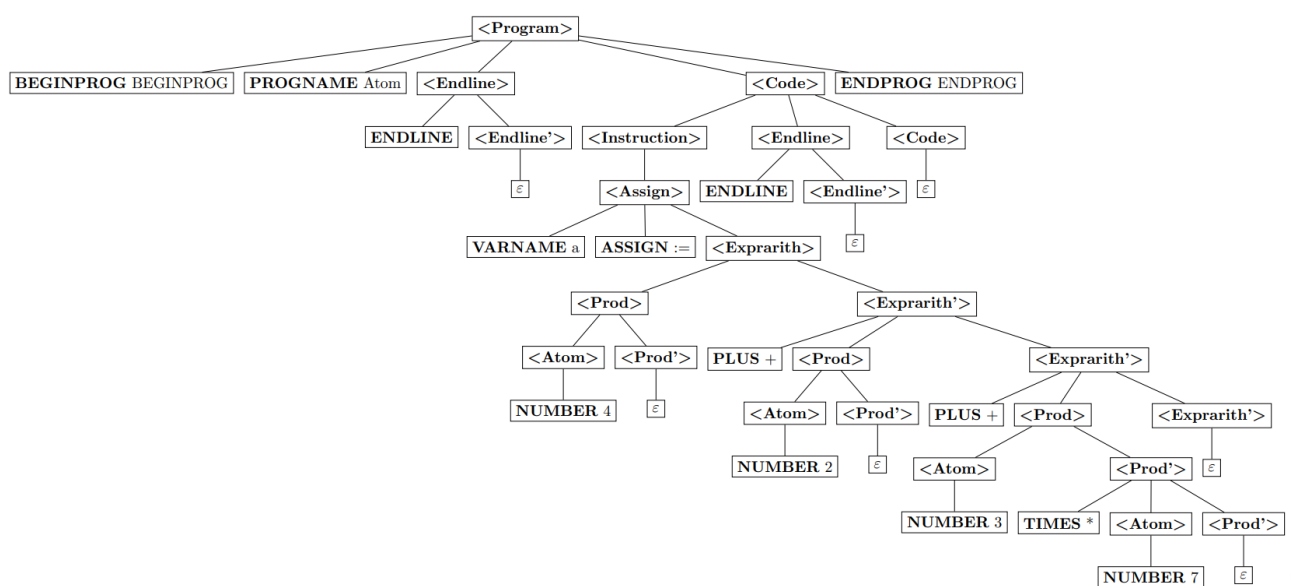 <Program>
BEGINPROG BEGINPROG PROGNAME Atom <Endline> <Code> ENDPROG ENDPROG
ENDLINE <Endline'> <Instruction> <Endline> <Code>
ε <Assign> ENDLINE <Endline'> ε
VARNAME a ASSIGN := <Exprarith> ε
<Prod> <Exprarith'>
<Atom> <Prod'> PLUS + <Prod> <Exprarith'>
NUMBER 4 ε <Atom> <Prod'> PLUS + <Prod> <Exprarith'>
NUMBER 2 ε <Atom> <Prod'> ε
NUMBER 3 TIMES * <Atom> <Prod'>
NUMBER 7 ε